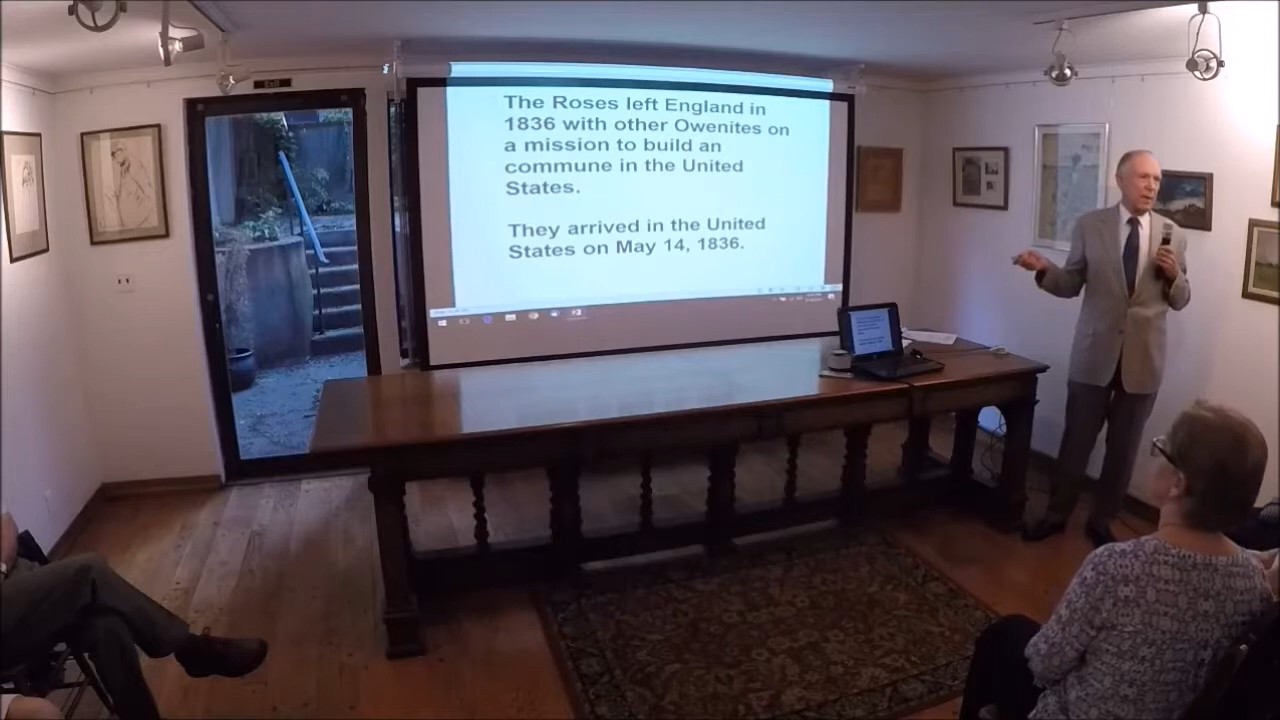 The Roses left England in
1836 with other Owenites on
a mission to build an
commune in the United
States.
They arrived in the United
States on May 14, 1836.